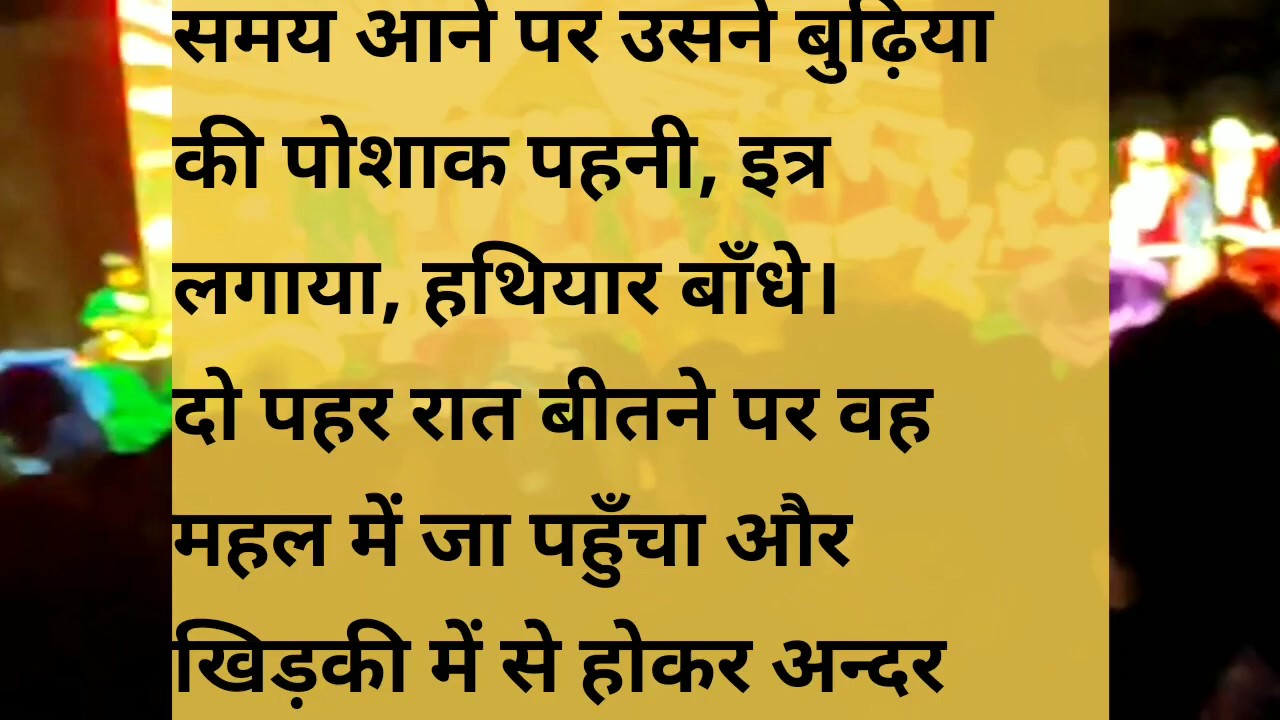 समय आने पर उसने बुढ़िया
की पोशाक पहनी, इत्र
लगाया, हथियार बाँधे।
दो पहर रात बीतने पर वह
महल में जा पहुँचा और
खिड़की में से होकर अन्दर